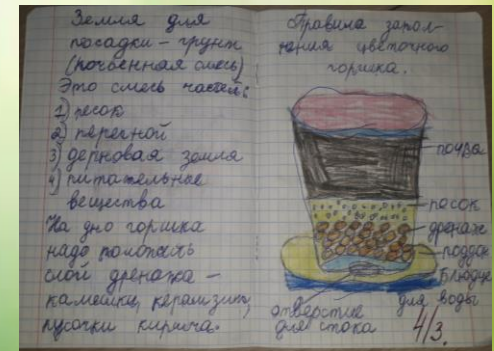 Земля для
посадки – грунт
(почвенная смесь)
Это смесь частей:
1) песок
2) перегной
3) дерновая земля
4) питательные
вещества
На дно горшка
надо положить
слой дренажа –
камешки, керамзит,
кусочки кирпича.
Правила запол-
нения цветочного
горшка.
почва
песок
дренаж
поддон
блюдце
для воды
отверстие
для стока
4/3.